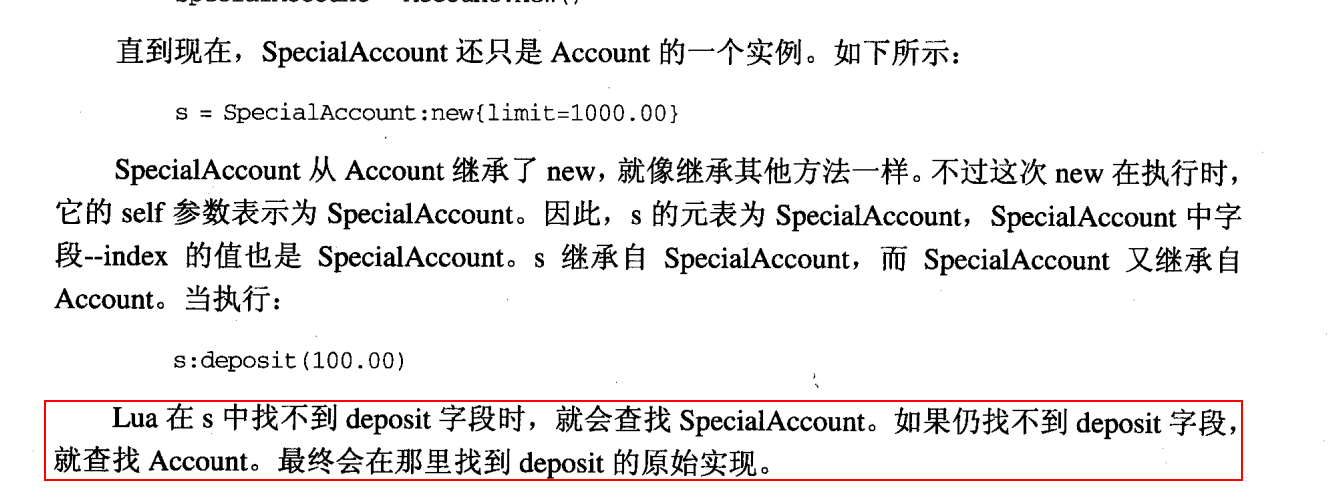 SpecialAccount = Account:new()
直到现在，SpecialAccount 还只是 Account 的一个实例。如下所示：
s = SpecialAccount:new{limit=1000.00}
SpecialAccount 从 Account 继承了 new，就像继承其他方法一样。不过这次 new 在执行时，
它的 self 参数表示为 SpecialAccount。因此，s 的元表为 SpecialAccount，SpecialAccount 中字
段--index 的值也是 SpecialAccount。s 继承自 SpecialAccount，而 SpecialAccount 又继承自
Account。当执行：
s:deposit(100.00)
Lua 在 s 中找不到 deposit 字段时，就会查找 SpecialAccount。如果仍找不到 deposit 字段，
就查找 Account。最终会在那里找到 deposit 的原始实现。